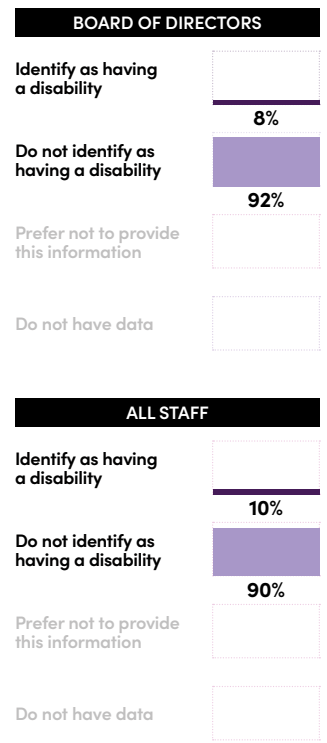 BOARD OF DIRECTORS
Identify as having
a disability
8%
Do not identify as
having a disability
92%
Prefer not to provide
this information
Do not have data
ALL STAFF
Identify as having
a disability
10%
Do not identify as
having a disability
90%
Prefer not to provide
this information
Do not have data